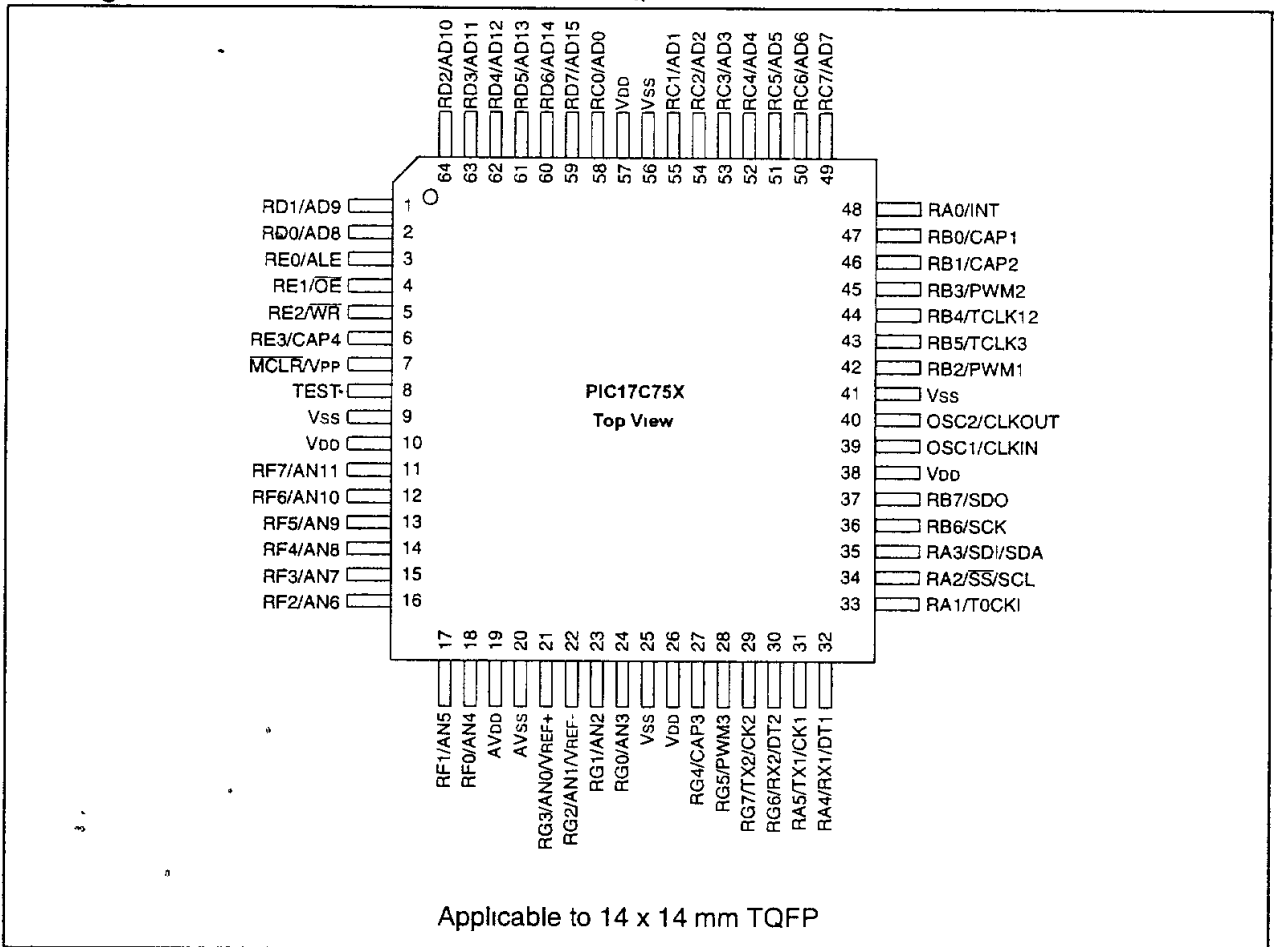 RD2/AD10
RD3/AD11
RD4/AD12
RD5/AD13
RD6/AD14
RD7/AD15
RC0/AD0
VDD
VSS
RC1/AD1
RC2/AD2
RC3/AD3
RC4/AD4
RC5/AD5
RC6/AD6
RC7/AD7
64 63 62 61 60 59 58 57 56 55 54 53 52 51 50 49
RD1/AD9 1
RD0/AD8 2
RE0/ALE 3
RE1/OE 4
RE2/WR 5
RE3/CAP4 6
MCLR/VPP 7
TEST 8
VSS 9
VDD 10
RF7/AN11 11
RF6/AN10 12
RF5/AN9 13
RF4/AN8 14
RF3/AN7 15
RF2/AN6 16
PIC17C75X
Top View
48 RA0/INT
47 RB0/CAP1
46 RB1/CAP2
45 RB3/PWM2
44 RB4/TCLK12
43 RB5/TCLK3
42 RB2/PWM1
41 VSS
40 OSC2/CLKOUT
39 OSC1/CLKIN
38 VDD
37 RB7/SDO
36 RB6/SCK
35 RA3/SDI/SDA
34 RA2/SS/SCL
33 RA1/T0CKI
17 18 19 20 21 22 23 24 25 26 27 28 29 30 31 32
RF1/AN5
RF0/AN4
AVDD
AVSS
RG3/AN0/VREF+
RG2/AN1/VREF-
RG1/AN2
RG0/AN3
VSS
VDD
RG4/CAP3
RG5/PWM3
RG7/TX2/CK2
RG6/RX2/DT2
RA5/TX1/CK1
RA4/RX1/DT1
Applicable to 14 x 14 mm TQFP